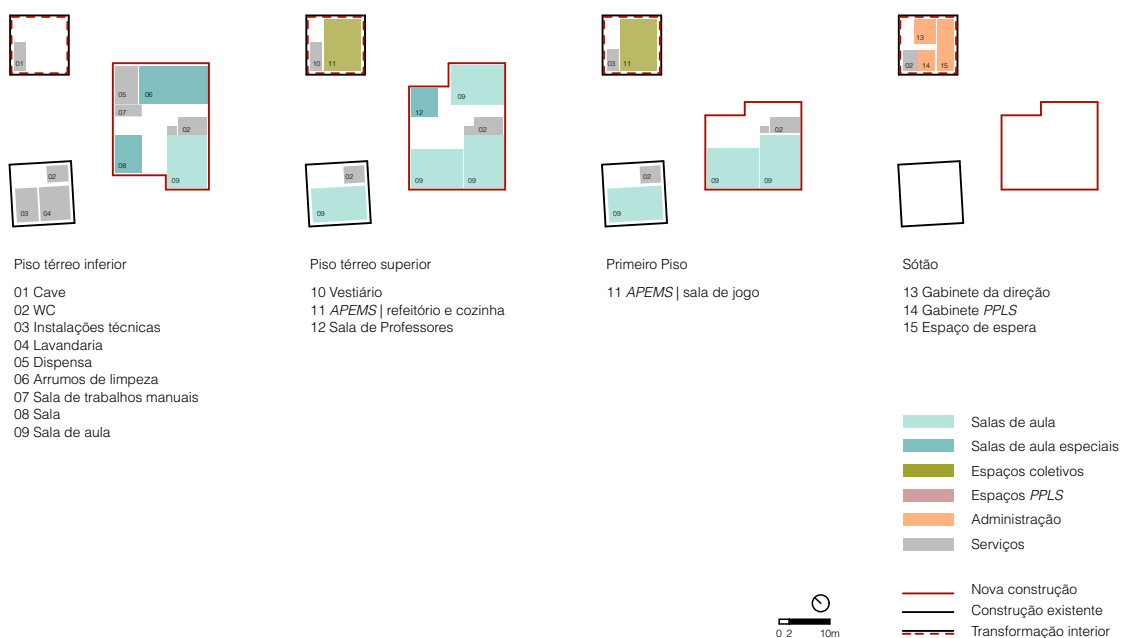 01
05
06
07
02
08
09
02
03
04
10
11
09
12
02
09
09
02
09
03
11
02
09
09
02
09
13
02
14
15
Piso térreo inferior
01 Cave
02 WC
03 Instalações técnicas
04 Lavandaria
05 Dispensa
06 Arrumos de limpeza
07 Sala de trabalhos manuais
08 Sala
09 Sala de aula
Piso térreo superior
10 Vestiário
11 APEMS | refeitório e cozinha
12 Sala de Professores
Primeiro Piso
11 APEMS | sala de jogo
Sótão
13 Gabinete da direção
14 Gabinete PPLS
15 Espaço de espera
Salas de aula
Salas de aula especiais
Espaços coletivos
Espaços PPLS
Administração
Serviços
Nova construção
Construção existente
Transformação interior
0 2 10m